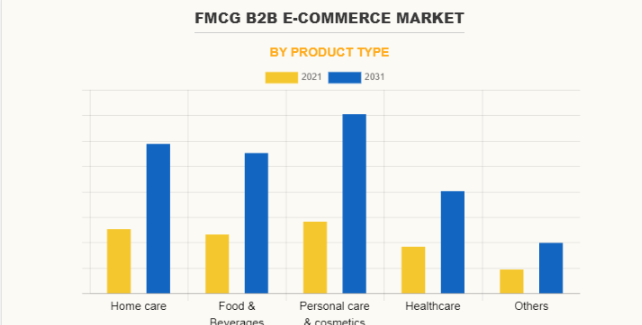 FMCG B2B E-COMMERCE MARKET
BY PRODUCT TYPE
2021 2031
Home care Food & Personal care Healthcare Others
Beverages & cosmetics